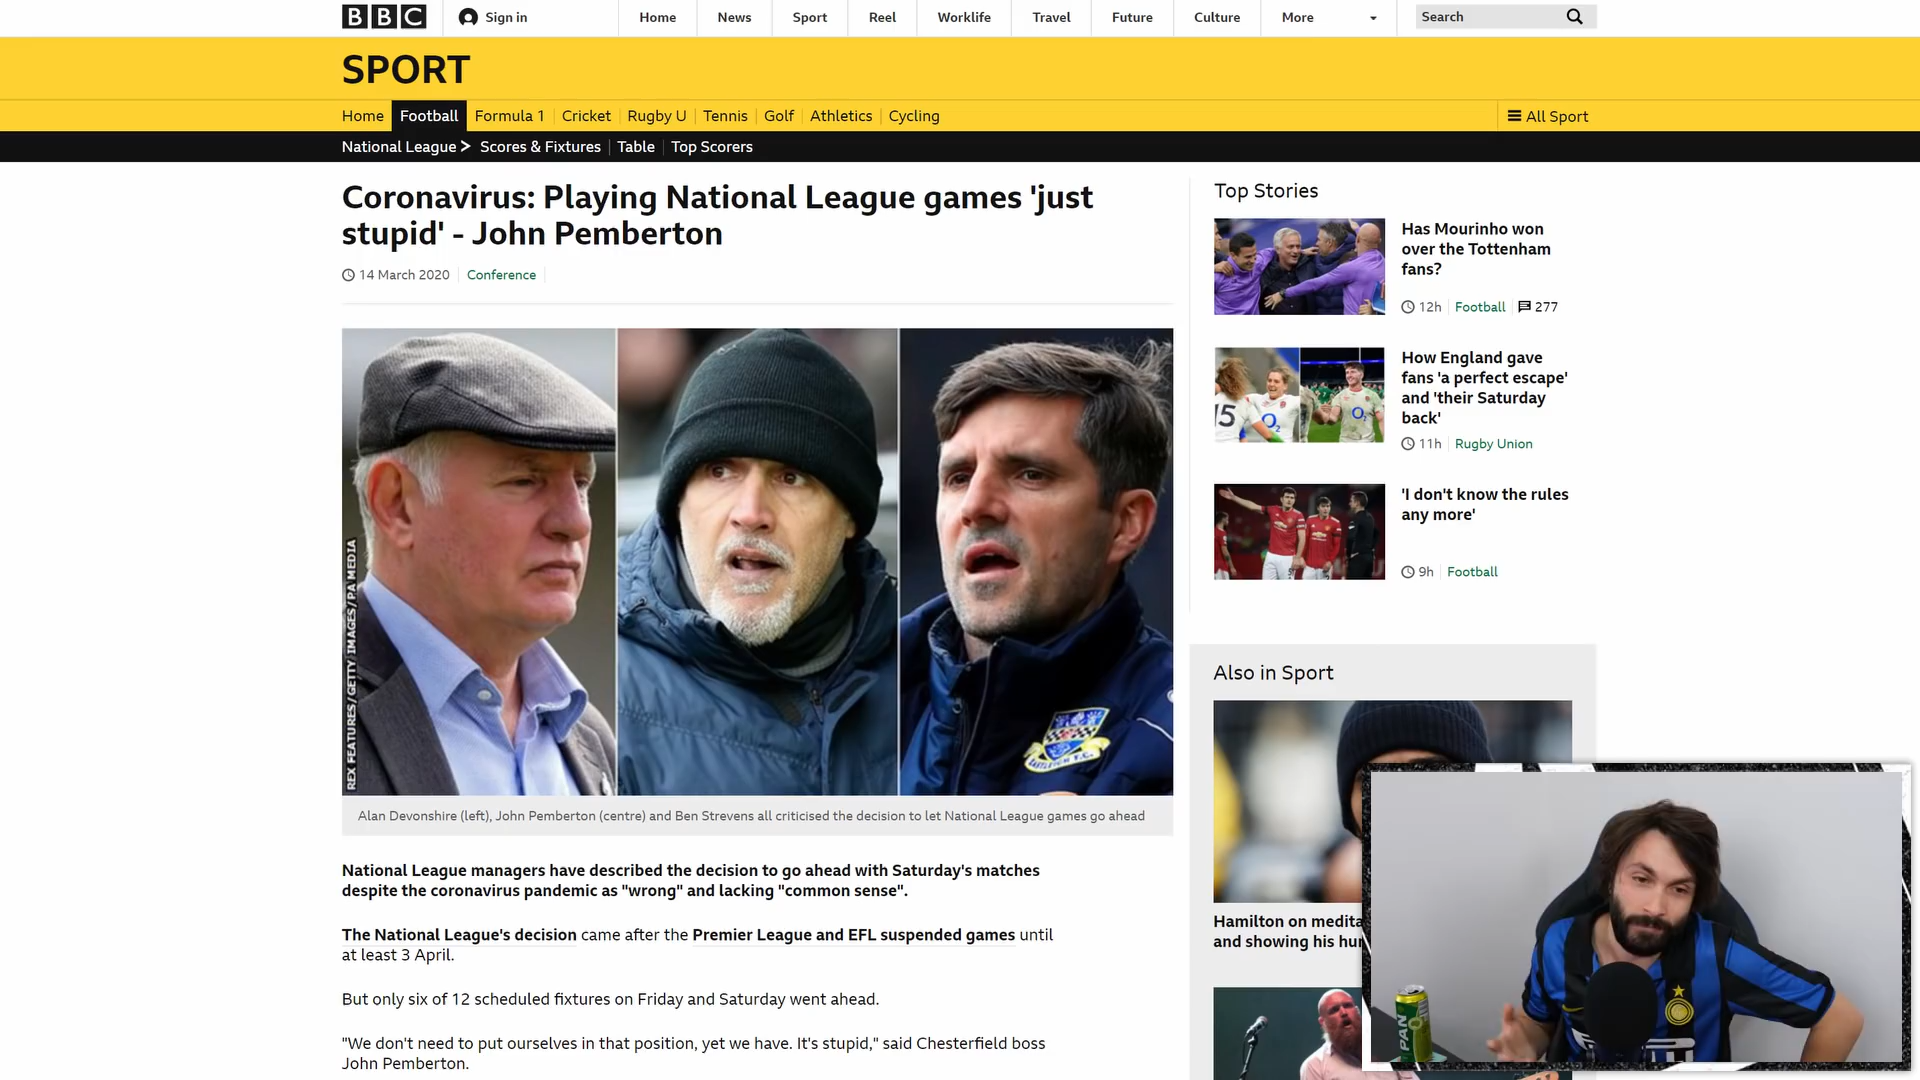 BBC
Sign in
Home
News
Sport
Reel
Worklife
Travel
Future
Culture
More
Search
SPORT
Home
Football
Formula 1
Cricket
Rugby U
Tennis
Golf
Athletics
Cycling
All Sport
National League
Scores & Fixtures
Table
Top Scorers
Coronavirus: Playing National League games 'just
stupid' - John Pemberton
14 March 2020
Conference
REX FEATURES/GETTY IMAGES/PA MEDIA
Alan Devonshire (left), John Pemberton (centre) and Ben Strevens all criticised the decision to let National League games go ahead
National League managers have described the decision to go ahead with Saturday's matches
despite the coronavirus pandemic as "wrong" and lacking "common sense".
The National League's decision came after the Premier League and EFL suspended games until
at least 3 April.
But only six of 12 scheduled fixtures on Friday and Saturday went ahead.
"We don't need to put ourselves in that position, yet we have. It's stupid," said Chesterfield boss
John Pemberton.
Top Stories
Has Mourinho won
over the Tottenham
fans?
12h
Football
277
15
O2
O2
How England gave
fans 'a perfect escape'
and 'their Saturday
back'
11h
Rugby Union
'I don't know the rules
any more'
9h
Football
Also in Sport
Hamilton on medita
and showing his hu
PAN